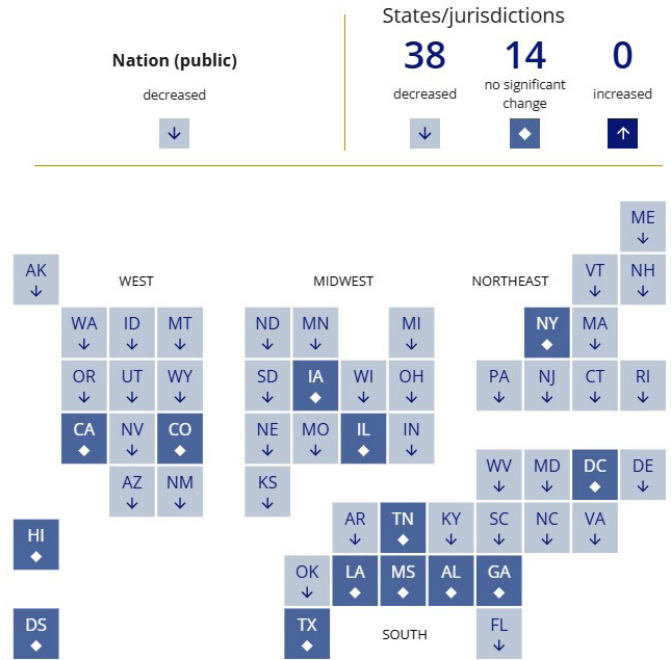 States/jurisdictions
Nation (public)
decreased
38 14 0
decreased
no significant
change
increased
ME
AK
WEST
MIDWEST
NORTHEAST
VT NH
WA ID MT ND MN MI NY MA
OR UT WY SD IA WI OH PA NJ CT RI
CA NV CO NE MO IL IN
WV MD DC DE
AZ NM KS
HI
AR TN KY SC NC VA
OK LA MS AL GA
DS
TX
SOUTH
FL